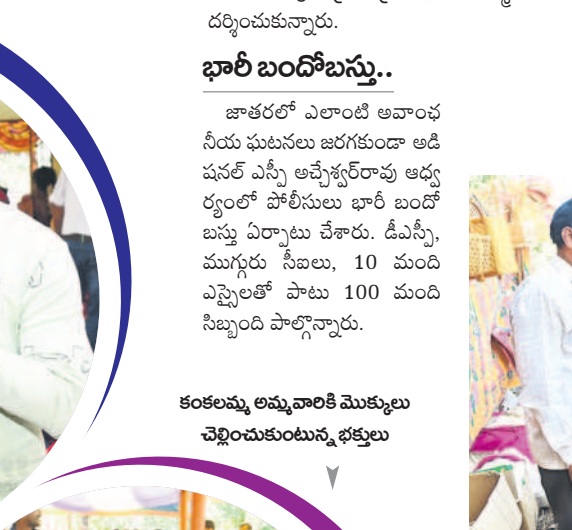 దర్శించుకున్నారు.
భారీ బందోబస్తు..
జాతరలో ఎలాంటి అవాంఛ
నీయ ఘటనలు జరగకుండా అడి
షనల్ ఎస్పీ అచ్చేశ్వర్‌రావు ఆధ్వ
ర్యంలో పోలీసులు భారీ బందో
బస్తు ఏర్పాటు చేశారు. డీఎస్పీ,
ముగ్గురు సీఐలు, 10 మంది
ఎస్సైలతో పాటు 100 మంది
సిబ్బంది పాల్గొన్నారు.
కంకలమ్మ అమ్మవారికి మొక్కులు
చెల్లించుకుంటున్న భక్తులు